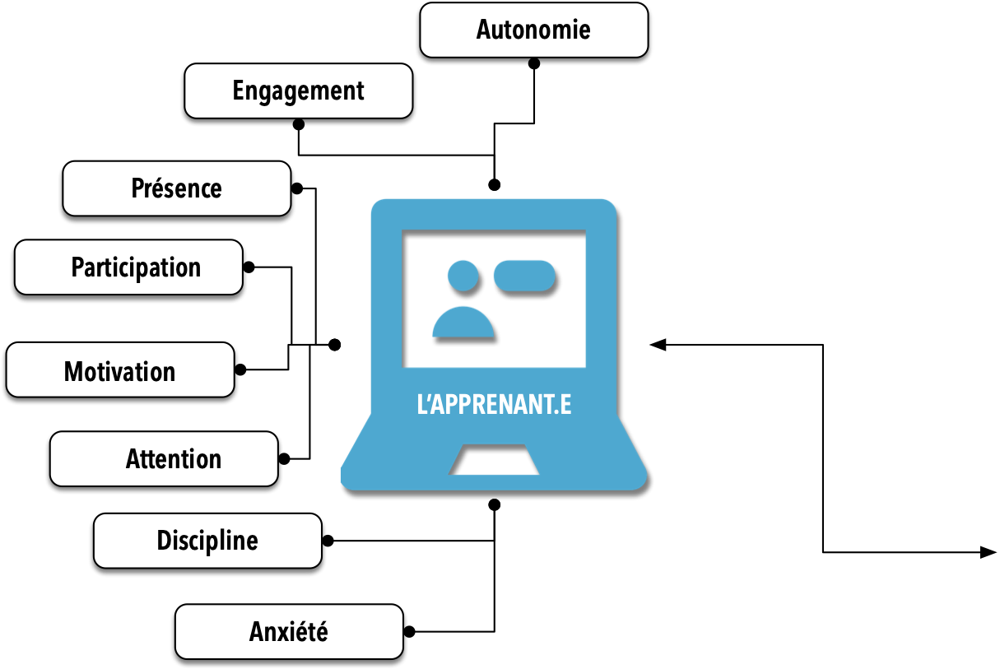 Autonomie
Engagement
Présence
Participation
Motivation
Attention
L’APPRENANT.E
Discipline
Anxiété